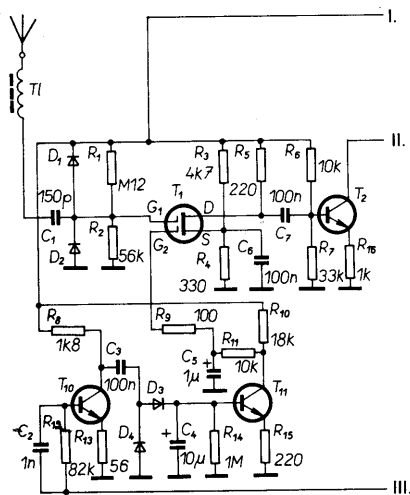 I.
Tl
II.
D1
R1
R3
4k7
R5
R6
10k
150p
M12
T1
220
100n
T2
G1
D
C1
R2
G2
S
C6
C7
R16
D2
56k
R4
R7
330
100n
33k
1k
R8
R9
100
R10
1k8
C3
C5
+
R11
18k
T10
100n
1μ
10k
D3
T11
C2
R12
R13
D4
+
C4
R14
R15
1n
82k
56
10μ
1M
220
III.